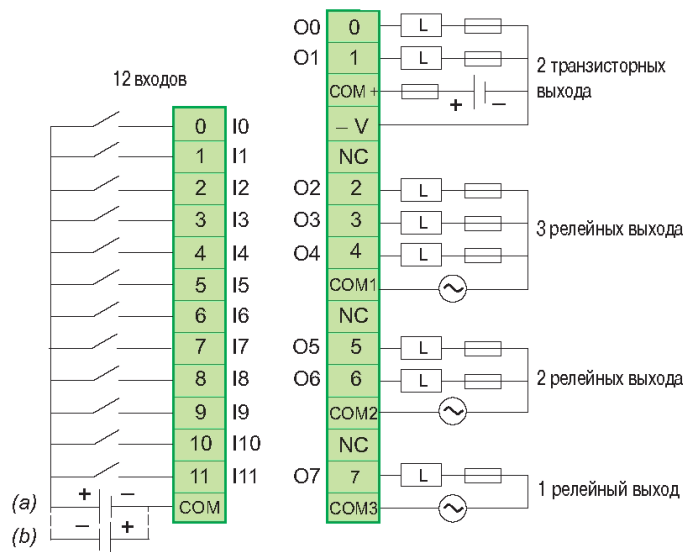 12 входов
0 I0
1 I1
2 I2
3 I3
4 I4
5 I5
6 I6
7 I7
8 I8
9 I9
10 I10
11 I11
COM
(a) + −
(b) − +
O0 0 L
O1 1 L
COM + + −
− V
2 транзисторных
выхода
NC
O2 2 L
O3 3 L
O4 4 L
COM1 ~
3 релейных выхода
NC
O5 5 L
O6 6 L
COM2 ~
2 релейных выхода
NC
O7 7 L
COM3 ~
1 релейный выход